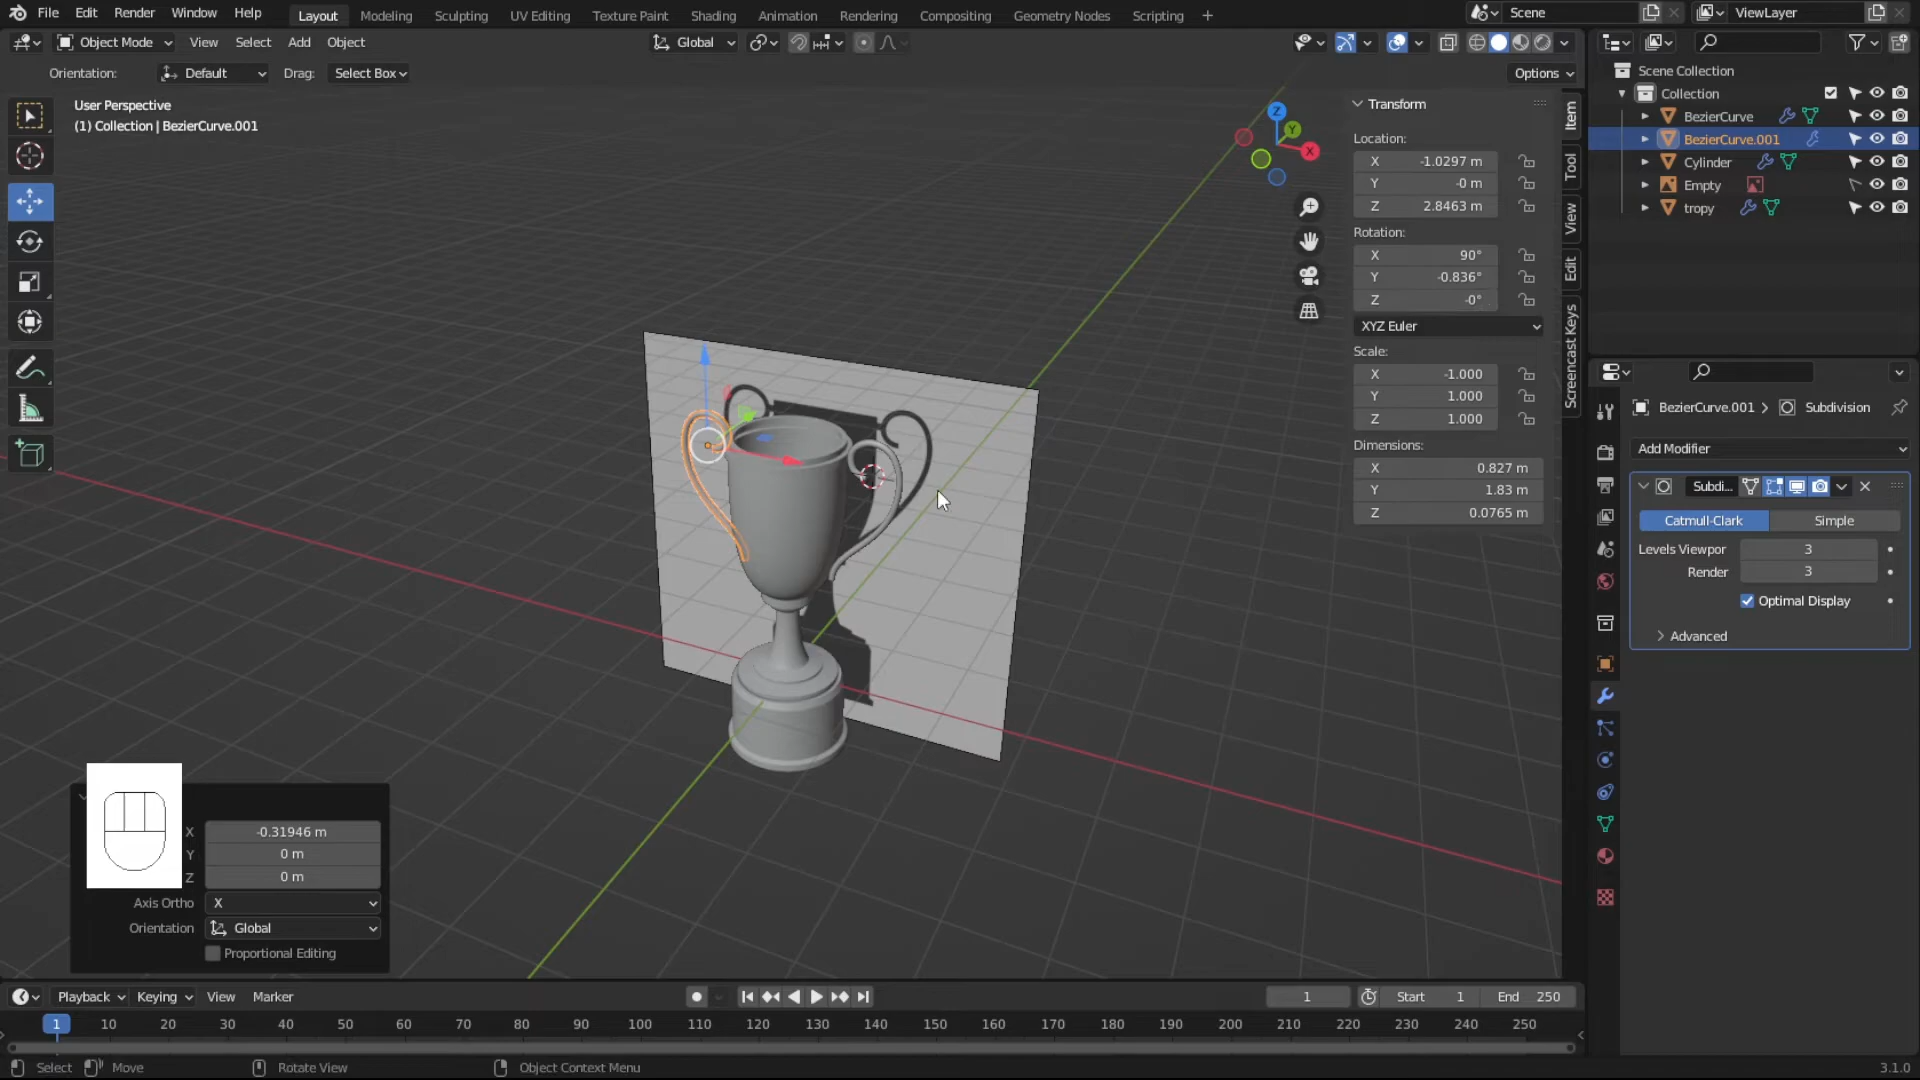 File Edit Render Window Help Layout Modeling Sculpting UV Editing Texture Paint Shading Animation Rendering Compositing Geometry Nodes Scripting + Scene ViewLayer
Object Mode View Select Add Object Global
Orientation: Default Drag: Select Box Options
User Perspective
(1) Collection | BezierCurve.001
Z
Y
X
Transform
Location:
X -1.0297 m
Y -0 m
Z 2.8463 m
Rotation:
X 90°
Y -0.836°
Z -0°
XYZ Euler
Scale:
X -1.000
Y 1.000
Z 1.000
Dimensions:
X 0.827 m
Y 1.83 m
Z 0.0765 m
Item
Tool
View
Edit
Screencast Keys
Scene Collection
Collection
BezierCurve
BezierCurve.001
Cylinder
Empty
tropy
BezierCurve.001 > Subdivision
Add Modifier
Subdi...
Catmull-Clark Simple
Levels Viewpor 3
Render 3
Optimal Display
Advanced
X -0.31946 m
Y 0 m
Z 0 m
Axis Ortho X
Orientation Global
Proportional Editing
Playback Keying View Marker 1 Start 1 End 250
1 10 20 30 40 50 60 70 80 90 100 110 120 130 140 150 160 170 180 190 200 210 220 230 240 250
Select Move Rotate View Object Context Menu 3.1.0